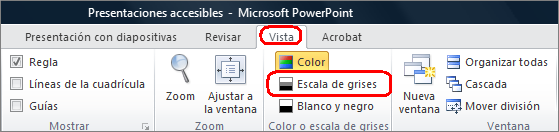 Presentaciones accesibles - Microsoft PowerPoint
Presentación con diapositivas Revisar Vista Acrobat
Regla
Líneas de la cuadrícula
Guías
Mostrar
Zoom
Ajustar a
la ventana
Zoom
Color
Escala de grises
Blanco y negro
Color o escala de grises
Nueva
ventana
Organizar todas
Cascada
Mover división
Ventana